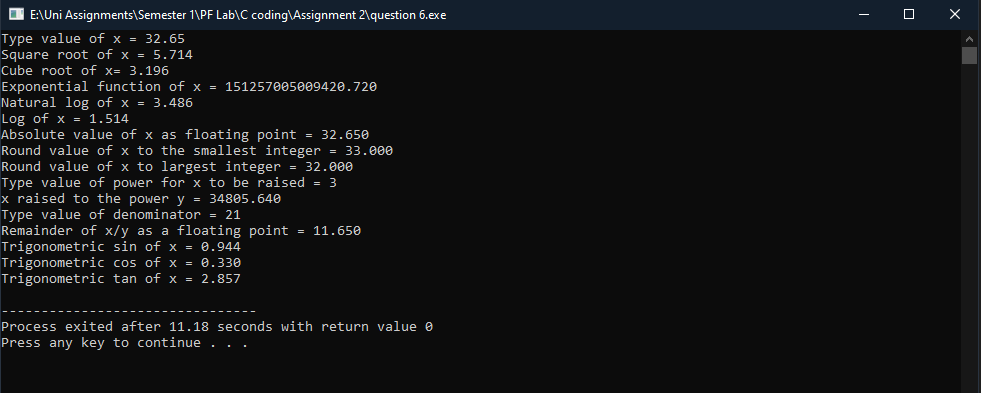 E:\Uni Assignments\Semester 1\PF Lab\C coding\Assignment 2\question 6.exe
Type value of x = 32.65
Square root of x = 5.714
Cube root of x= 3.196
Exponential function of x = 151257005009420.720
Natural log of x = 3.486
Log of x = 1.514
Absolute value of x as floating point = 32.650
Round value of x to the smallest integer = 33.000
Round value of x to largest integer = 32.000
Type value of power for x to be raised = 3
x raised to the power y = 34805.640
Type value of denominator = 21
Remainder of x/y as a floating point = 11.650
Trigonometric sin of x = 0.944
Trigonometric cos of x = 0.330
Trigonometric tan of x = 2.857
--------------------------------
Process exited after 11.18 seconds with return value 0
Press any key to continue . . .